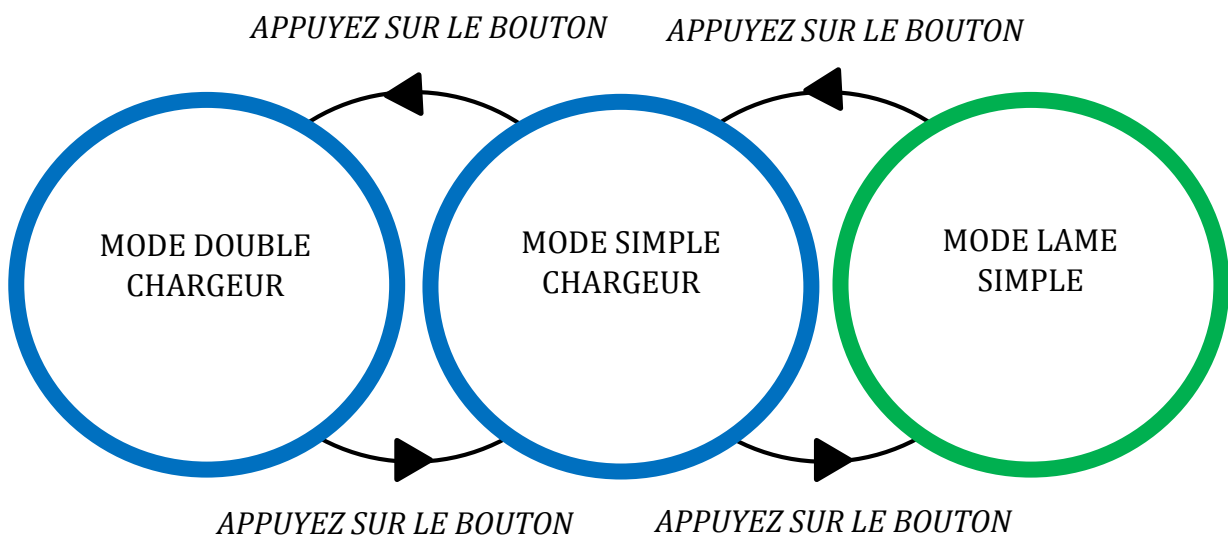 APPUYEZ SUR LE BOUTON
APPUYEZ SUR LE BOUTON
MODE DOUBLE
CHARGEUR
MODE SIMPLE
CHARGEUR
MODE LAME
SIMPLE
APPUYEZ SUR LE BOUTON
APPUYEZ SUR LE BOUTON